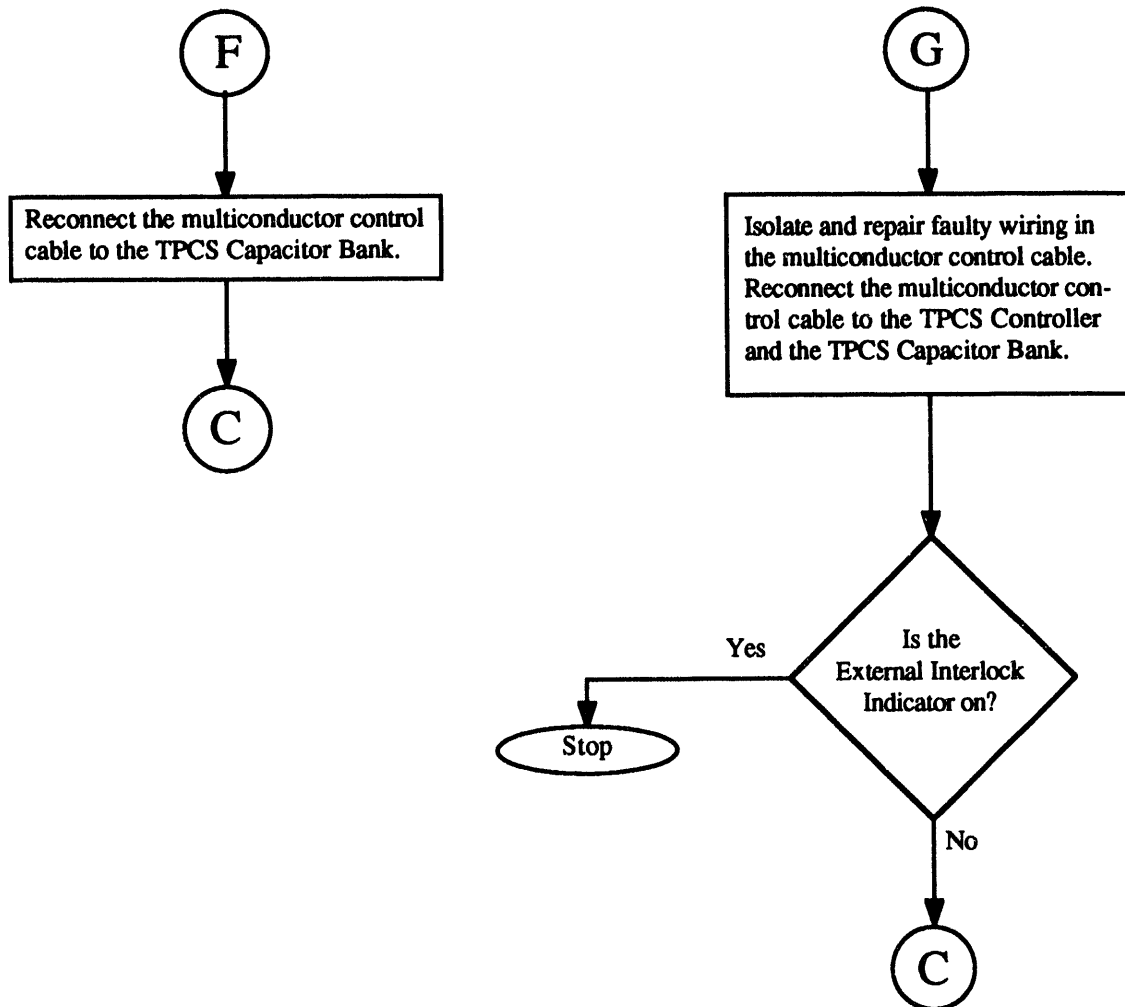 F
Reconnect the multiconductor control
cable to the TPCS Capacitor Bank.
C
G
Isolate and repair faulty wiring in
the multiconductor control cable.
Reconnect the multiconductor con-
trol cable to the TPCS Controller
and the TPCS Capacitor Bank.
Is the
External Interlock
Indicator on?
Yes
Stop
No
C